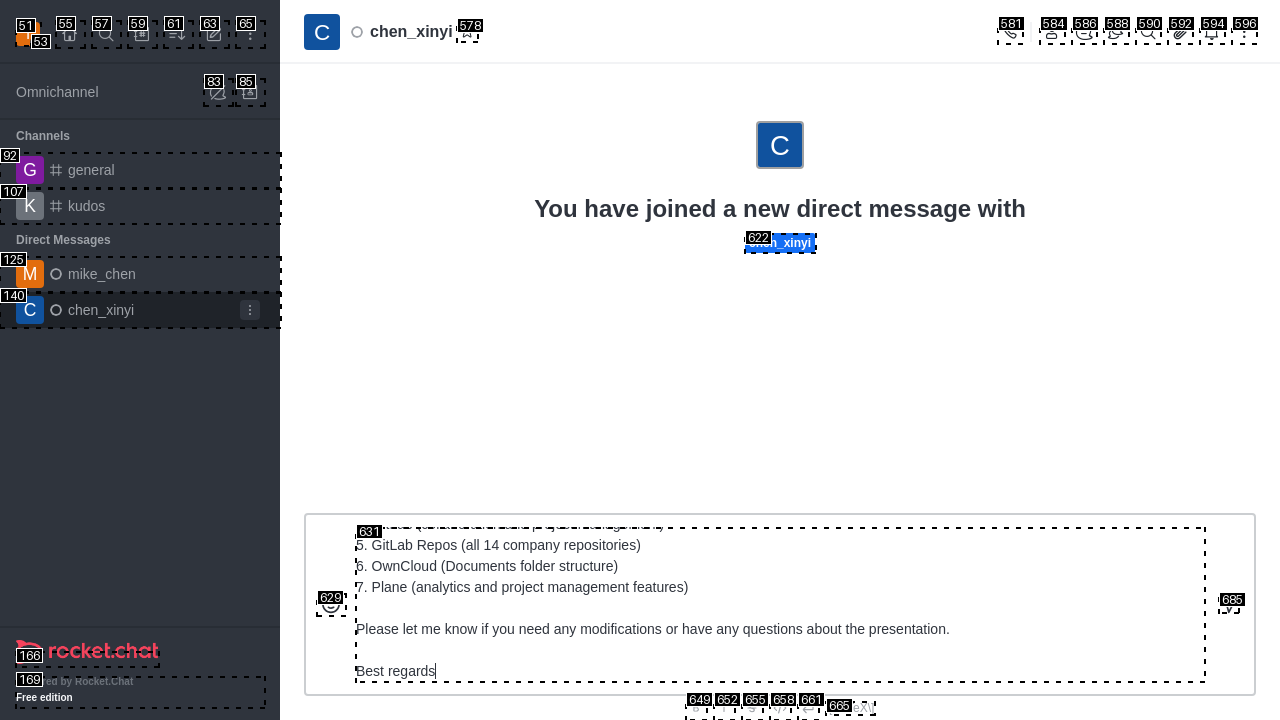 51
53
55
57
59
61
63
65
C
chen_xinyi
578
581
584
586
588
590
592
594
596
Omnichannel
83
85
Channels
92
G
general
107
K
kudos
Direct Messages
125
M
mike_chen
140
C
chen_xinyi
C
You have joined a new direct message with
622
chen_xinyi
631
5. GitLab Repos (all 14 company repositories)
6. OwnCloud (Documents folder structure)
7. Plane (analytics and project management features)
629
685
Please let me know if you need any modifications or have any questions about the presentation.
Best regards
166
rocket.chat
169
ed by Rocket.Chat
Free edition
649
652
655
658
661
665